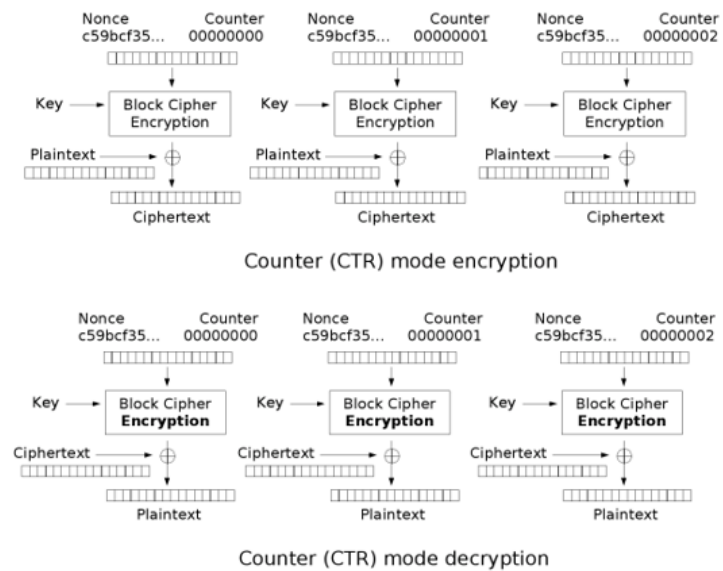 Nonce Counter Nonce Counter Nonce Counter
c59bcf35... 00000000 c59bcf35... 00000001 c59bcf35... 00000002
Key Block Cipher Key Block Cipher Key Block Cipher
Encryption Encryption Encryption
Plaintext Plaintext Plaintext
Ciphertext Ciphertext Ciphertext
Counter (CTR) mode encryption
Nonce Counter Nonce Counter Nonce Counter
c59bcf35... 00000000 c59bcf35... 00000001 c59bcf35... 00000002
Key Block Cipher Key Block Cipher Key Block Cipher
Encryption Encryption Encryption
Ciphertext Ciphertext Ciphertext
Plaintext Plaintext Plaintext
Counter (CTR) mode decryption